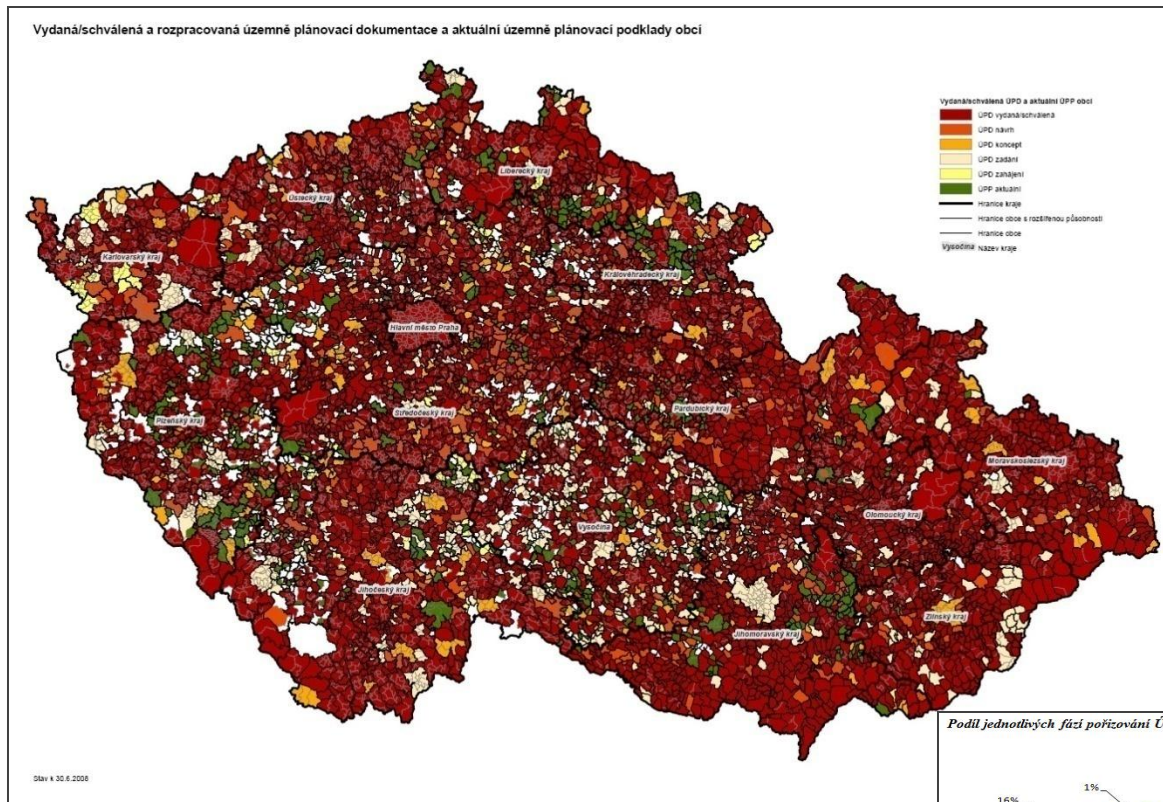 Vydaná/schválená a rozpracovaná územně plánovací dokumentace a aktuální územně plánovací podklady obcí
Vydaná/schválená ÚPD a aktuální ÚPP obcí
ÚPD vydaná/schválená
ÚPD návrh
ÚPD koncept
ÚPD zadání
ÚPD zahájení
ÚPP aktuální
Hranice kraje
Hranice obce s rozšířenou působností
Hranice obce
Vysočina Název kraje
Liberecký kraj
Ústecký kraj
Karlovarský kraj
Královéhradecký kraj
Hlavní město Praha
Středočeský kraj
Pardubický kraj
Plzeňský kraj
Moravskoslezský kraj
Olomoucký kraj
Vysočina
Jihočeský kraj
Zlínský kraj
Jihomoravský kraj
Podíl jednotlivých fází pořizování Ú
1%
16%
Stav k 30.6.2008